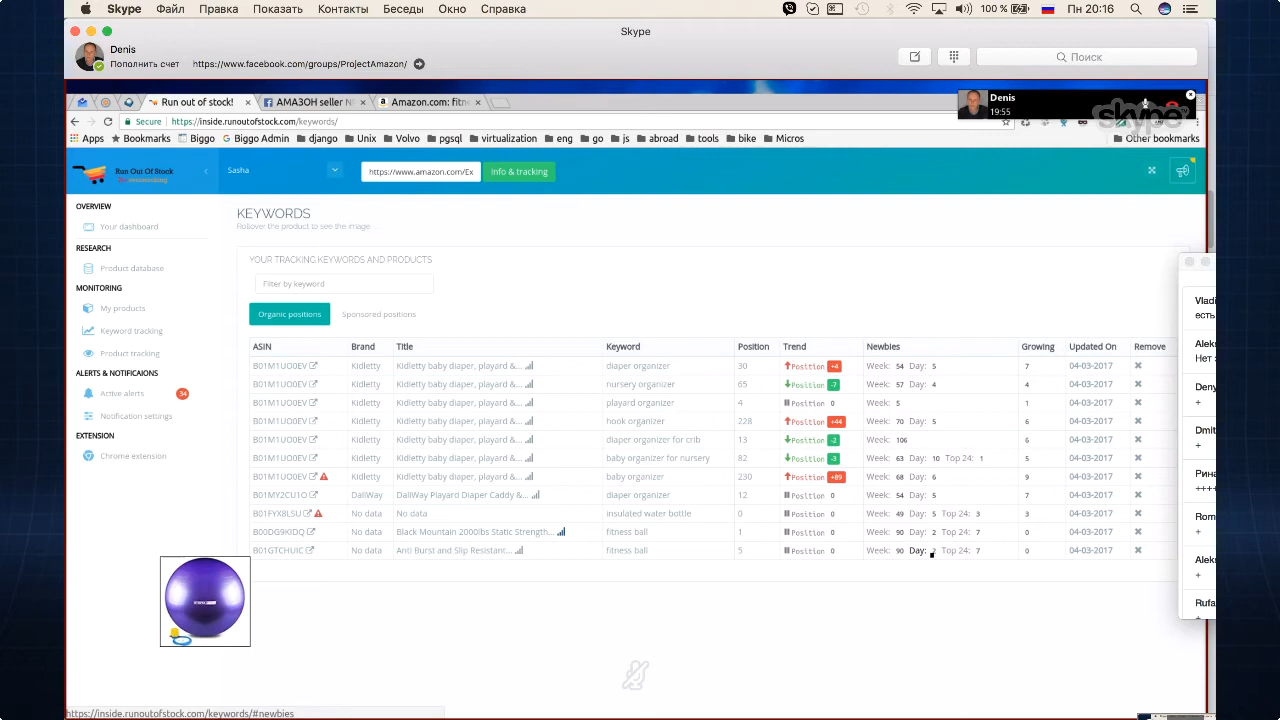 Skype Файл Правка Показать Контакты Беседы Окно Справка 100 % Пн 20:16
Skype
Denis
Пополнить счет https://www.facebook.com/groups/ProjectAmazon/
Поиск
Run out of stock! × АМАЗОН seller N × Amazon.com: fitn ×
Denis
19:55
skype
Secure https://inside.runoutofstock.com/keywords/
Apps Bookmarks Biggo Biggo Admin django Unix Volvo pgsql virtualization eng go js abroad tools bike Micros Other bookmarks
Run Out Of Stock
Sasha
https://www.amazon.com/Ex
info & tracking
OVERVIEW
Your dashboard
RESEARCH
Product database
MONITORING
My products
Keyword tracking
Product tracking
ALERTS & NOTIFICAIONS
Active alerts 34
Notification settings
EXTENSION
Chrome extension
KEYWORDS
Rollover the product to see the image
YOUR TRACKING KEYWORDS AND PRODUCTS
Filter by keyword
Organic positions Sponsored positions
ASIN Brand Title Keyword Position Trend Newbies Growing Updated On Remove
B01M1UO0EV Kidletty Kidletty baby diaper, playard &... diaper organizer 30 Position +4 Week: 54 Day: 5 7 04-03-2017
B01M1UO0EV Kidletty Kidletty baby diaper, playard &... nursery organizer 65 Position -7 Week: 57 Day: 4 4 04-03-2017
B01M1UO0EV Kidletty Kidletty baby diaper, playard &... playard organizer 4 Position 0 Week: 5 1 04-03-2017
B01M1UO0EV Kidletty Kidletty baby diaper, playard &... hook organizer 228 Position +44 Week: 70 Day: 5 6 04-03-2017
B01M1UO0EV Kidletty Kidletty baby diaper, playard &... diaper organizer for crib 13 Position -2 Week: 106 6 04-03-2017
B01M1UO0EV Kidletty Kidletty baby diaper, playard &... baby organizer for nursery 82 Position -3 Week: 63 Day: 10 Top 24: 1 5 04-03-2017
B01M1UO0EV Kidletty Kidletty baby diaper, playard &... baby organizer 230 Position +89 Week: 68 Day: 6 9 04-03-2017
B01MY2CU1O DaliWay DaliWay Playard Diaper Caddy &... diaper organizer 12 Position 0 Week: 54 Day: 5 7 04-03-2017
B01FYX8LSU No data No data insulated water bottle 0 Position 0 Week: 49 Day: 5 Top 24: 3 3 04-03-2017
B00DG9KIDQ No data Black Mountain 2000lbs Static Strength... fitness ball 1 Position 0 Week: 90 Day: 2 Top 24: 7 0 04-03-2017
B01GTCHUIC No data Anti Burst and Slip Resistant... fitness ball 5 Position 0 Week: 90 Day: 2 Top 24: 7 0 04-03-2017
Vladi
есть
Aleks
Нет з
Deny
+
Dmit
+
Рина
++++
Rom
+
Aleks
+
Rufa
https://inside.runoutofstock.com/keywords/#newbies